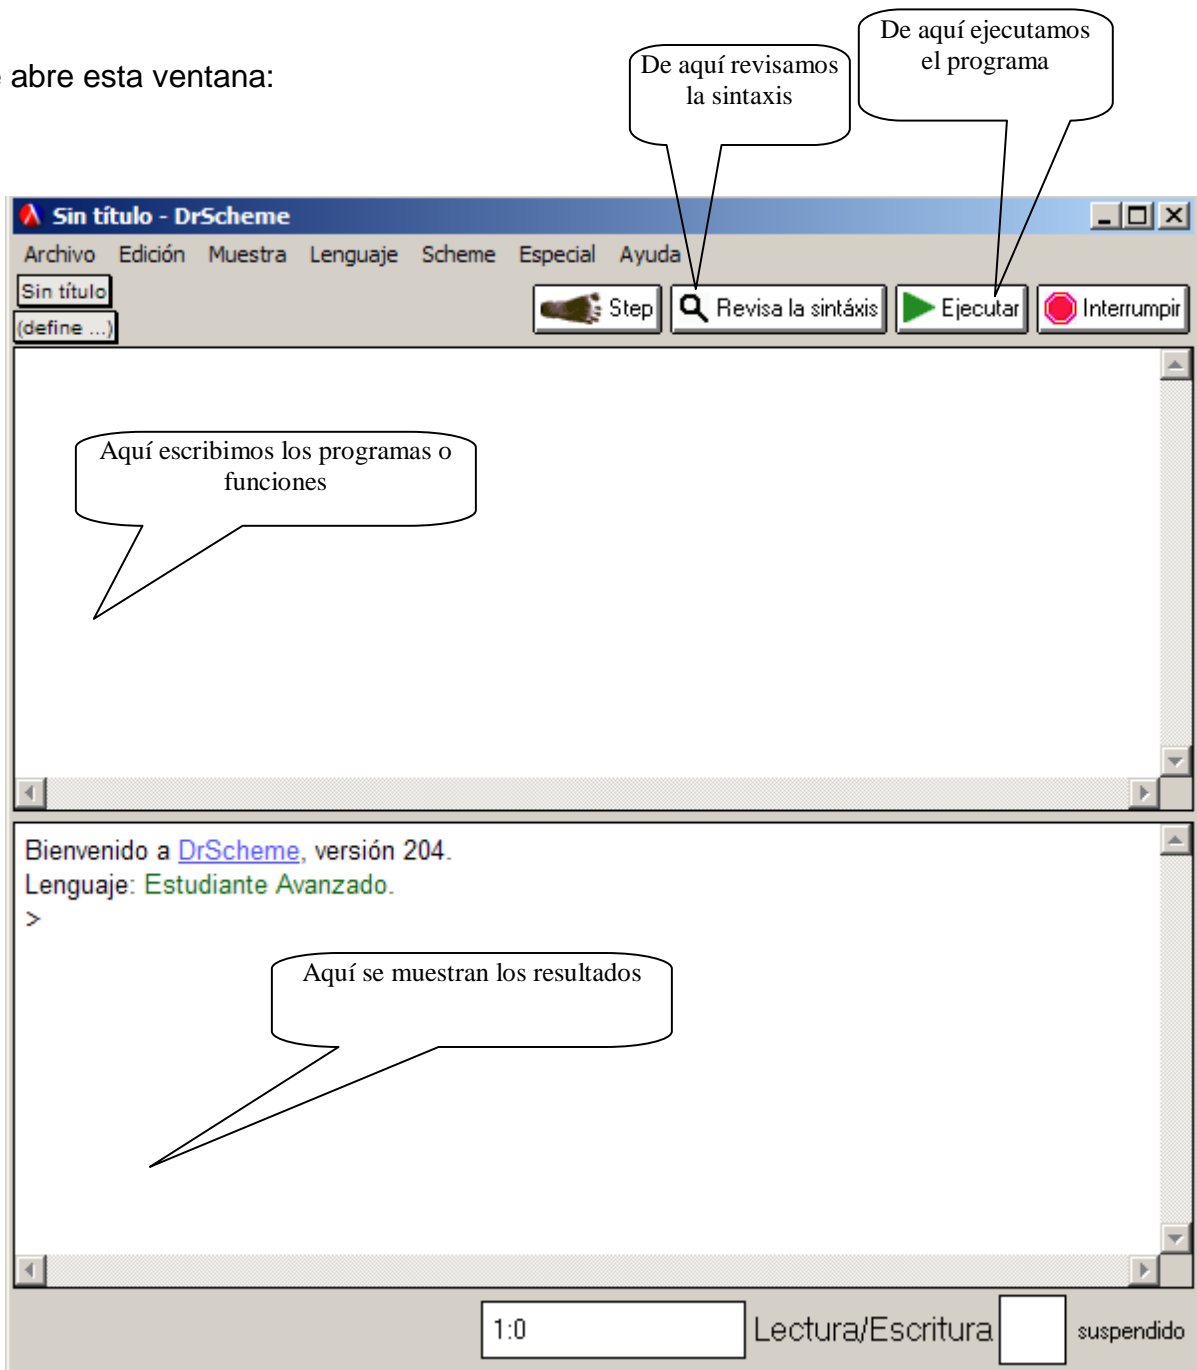 De aquí ejecutamos
el programa
De aquí revisamos
la sintaxis
e abre esta ventana:
Sin título - DrScheme
Archivo Edición Muestra Lenguaje Scheme Especial Ayuda
Sin título
(define ...)
Step Revisa la sintáxis Ejecutar Interrumpir
Aquí escribimos los programas o
funciones
Bienvenido a DrScheme, versión 204.
Lenguaje: Estudiante Avanzado.
>
Aquí se muestran los resultados
1:0 Lectura/Escritura suspendido